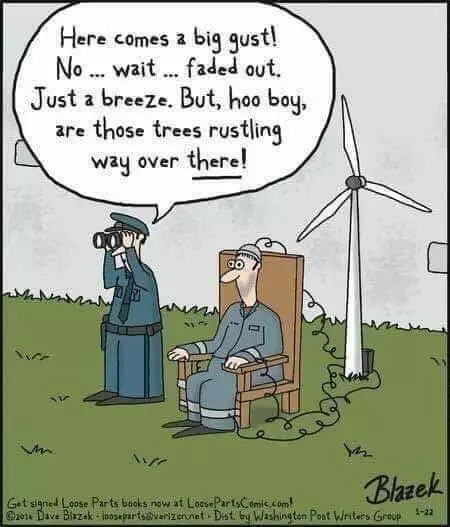 Here comes a big gust!
No ... wait ... faded out.
Just a breeze. But, hoo boy,
are those trees rustling
way over there!
Blazek
1-22
Get signed Loose Parts books now at LoosePartsComic.com!
©2016 Dave Blazek - looseparts@verizon.net - Dist. by Washington Post Writers Group